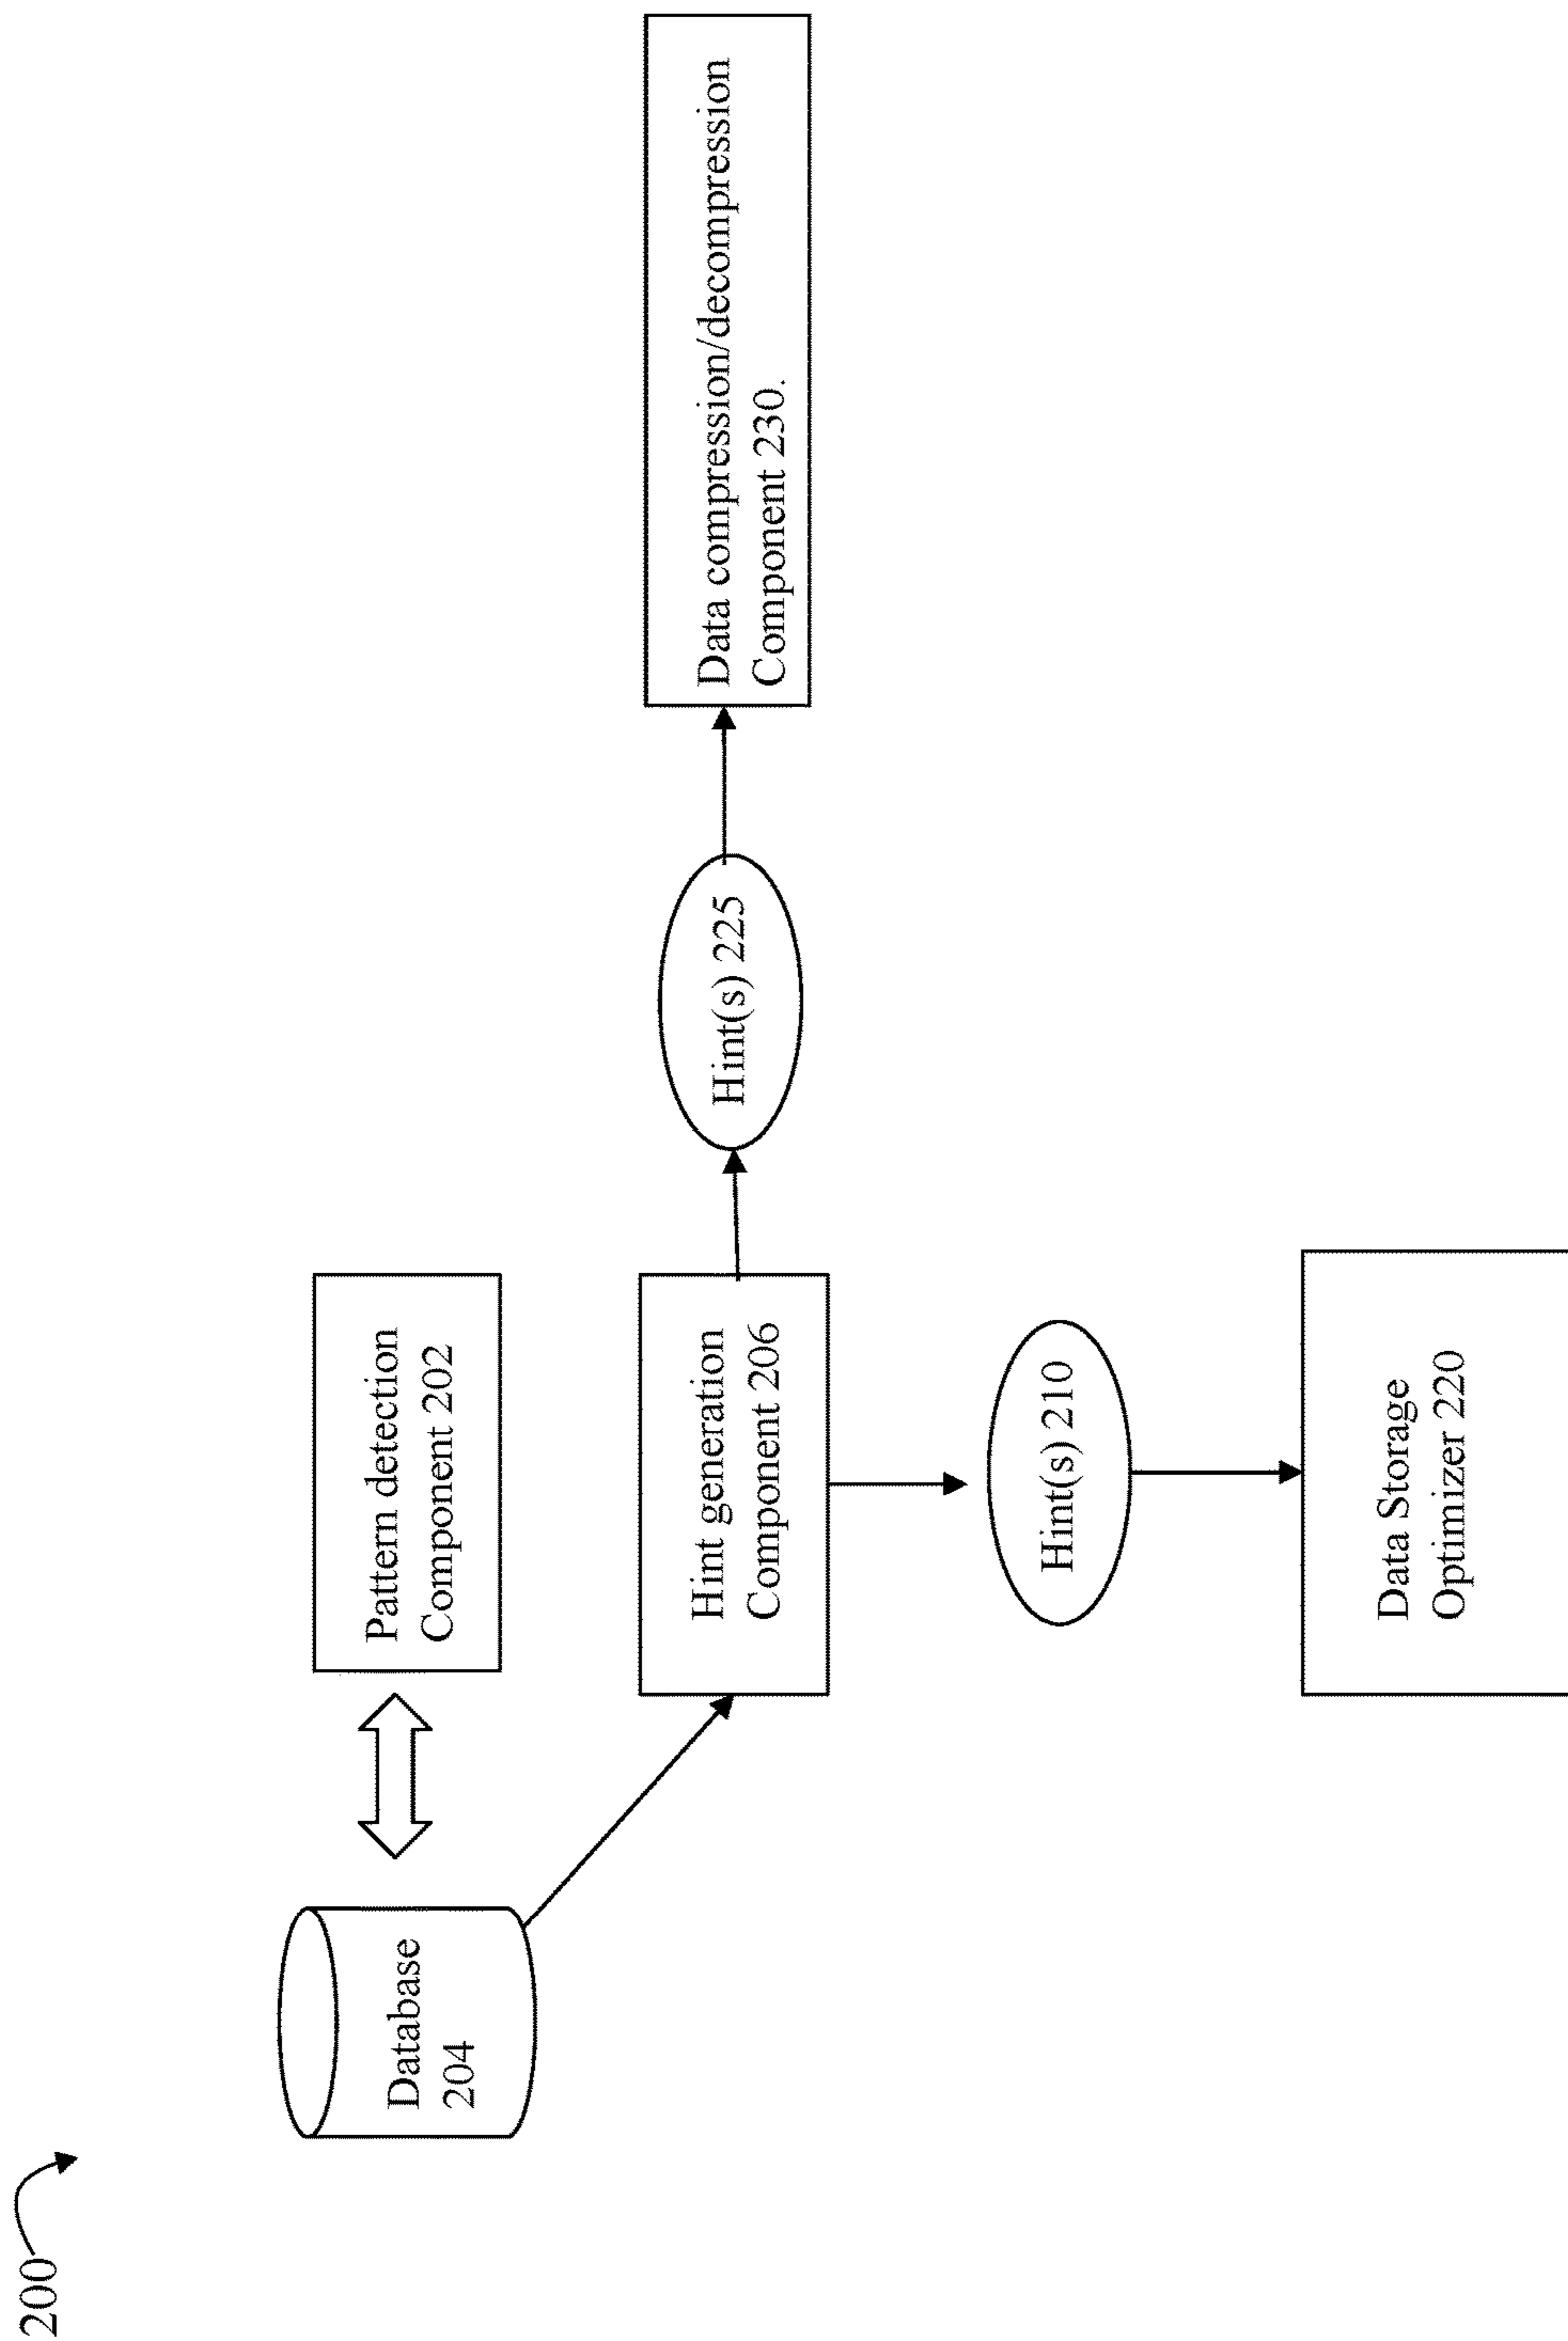 200
Database
204
Pattern detection
Component 202
Hint generation
Component 206
Hint(s) 225
Data compression/decompression
Component 230.
Hint(s) 210
Data Storage
Optimizer 220